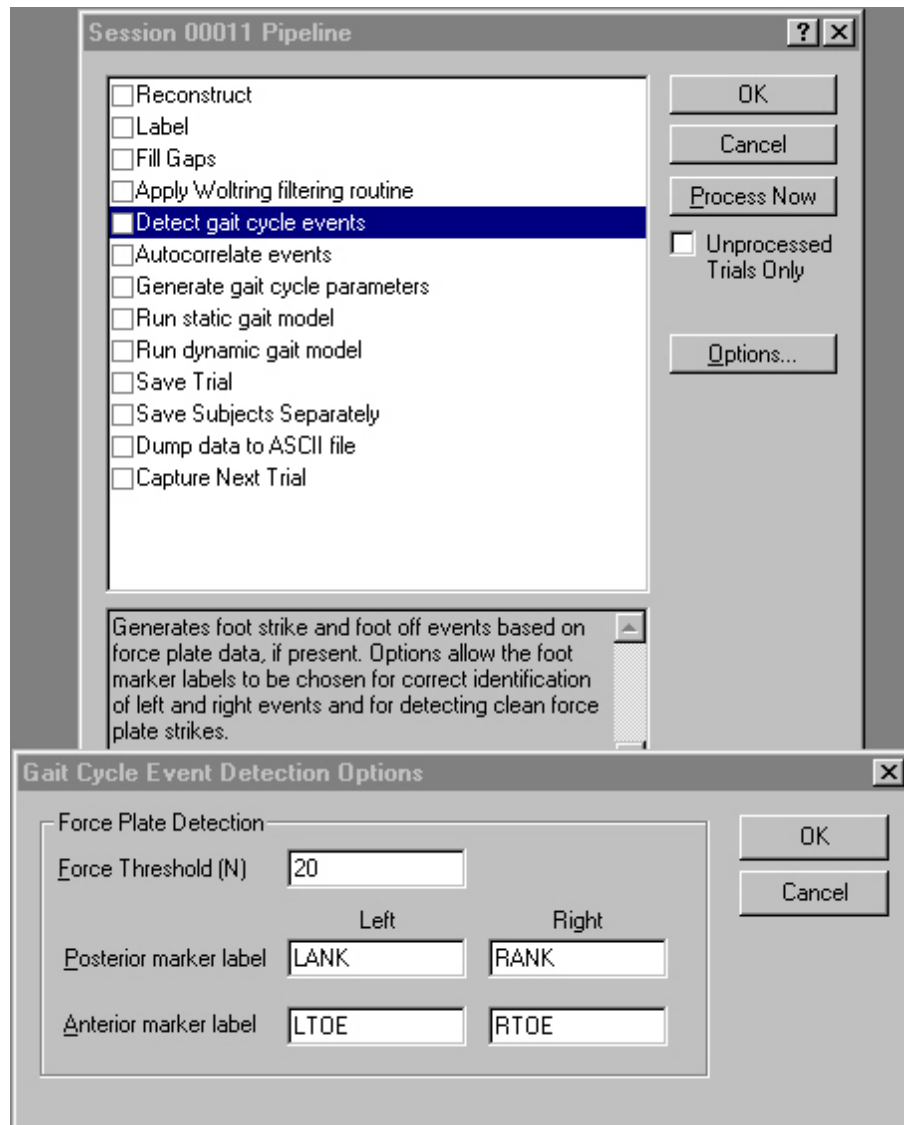 Session 00011 Pipeline
Reconstruct
Label
Fill Gaps
Apply Woltring filtering routine
Detect gait cycle events
Autocorrelate events
Generate gait cycle parameters
Run static gait model
Run dynamic gait model
Save Trial
Save Subjects Separately
Dump data to ASCII file
Capture Next Trial
OK
Cancel
Process Now
Unprocessed
Trials Only
Options...
Generates foot strike and foot off events based on
force plate data, if present. Options allow the foot
marker labels to be chosen for correct identification
of left and right events and for detecting clean force
plate strikes.
Gait Cycle Event Detection Options
Force Plate Detection
Force Threshold (N) 20
Left Right
Posterior marker label LANK RANK
Anterior marker label LTOE RTOE
OK
Cancel